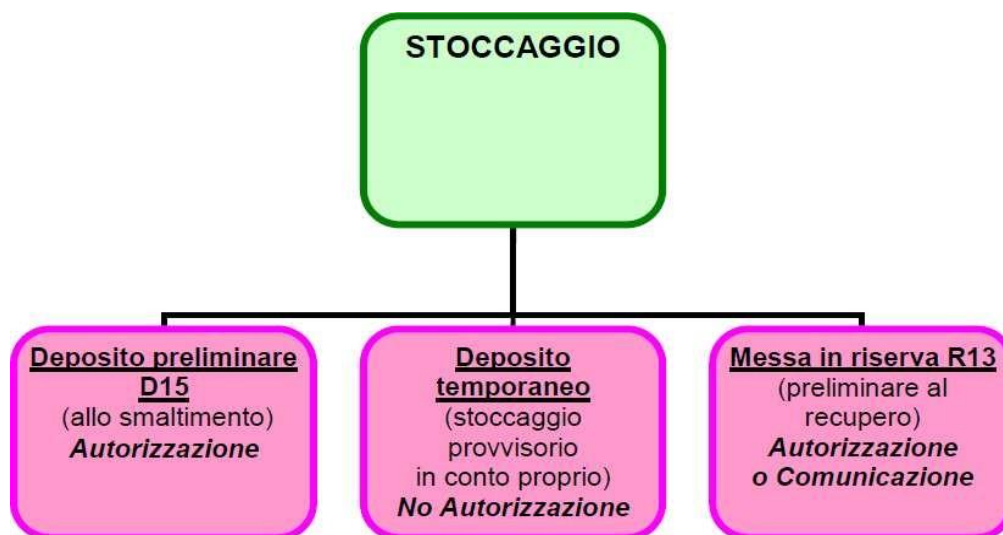 STOCCAGGIO
Deposito preliminare
D15
(allo smaltimento)
Autorizzazione
Deposito
temporaneo
(stoccaggio
provvisorio
in conto proprio)
No Autorizzazione
Messa in riserva R13
(preliminare al
recupero)
Autorizzazione
o Comunicazione